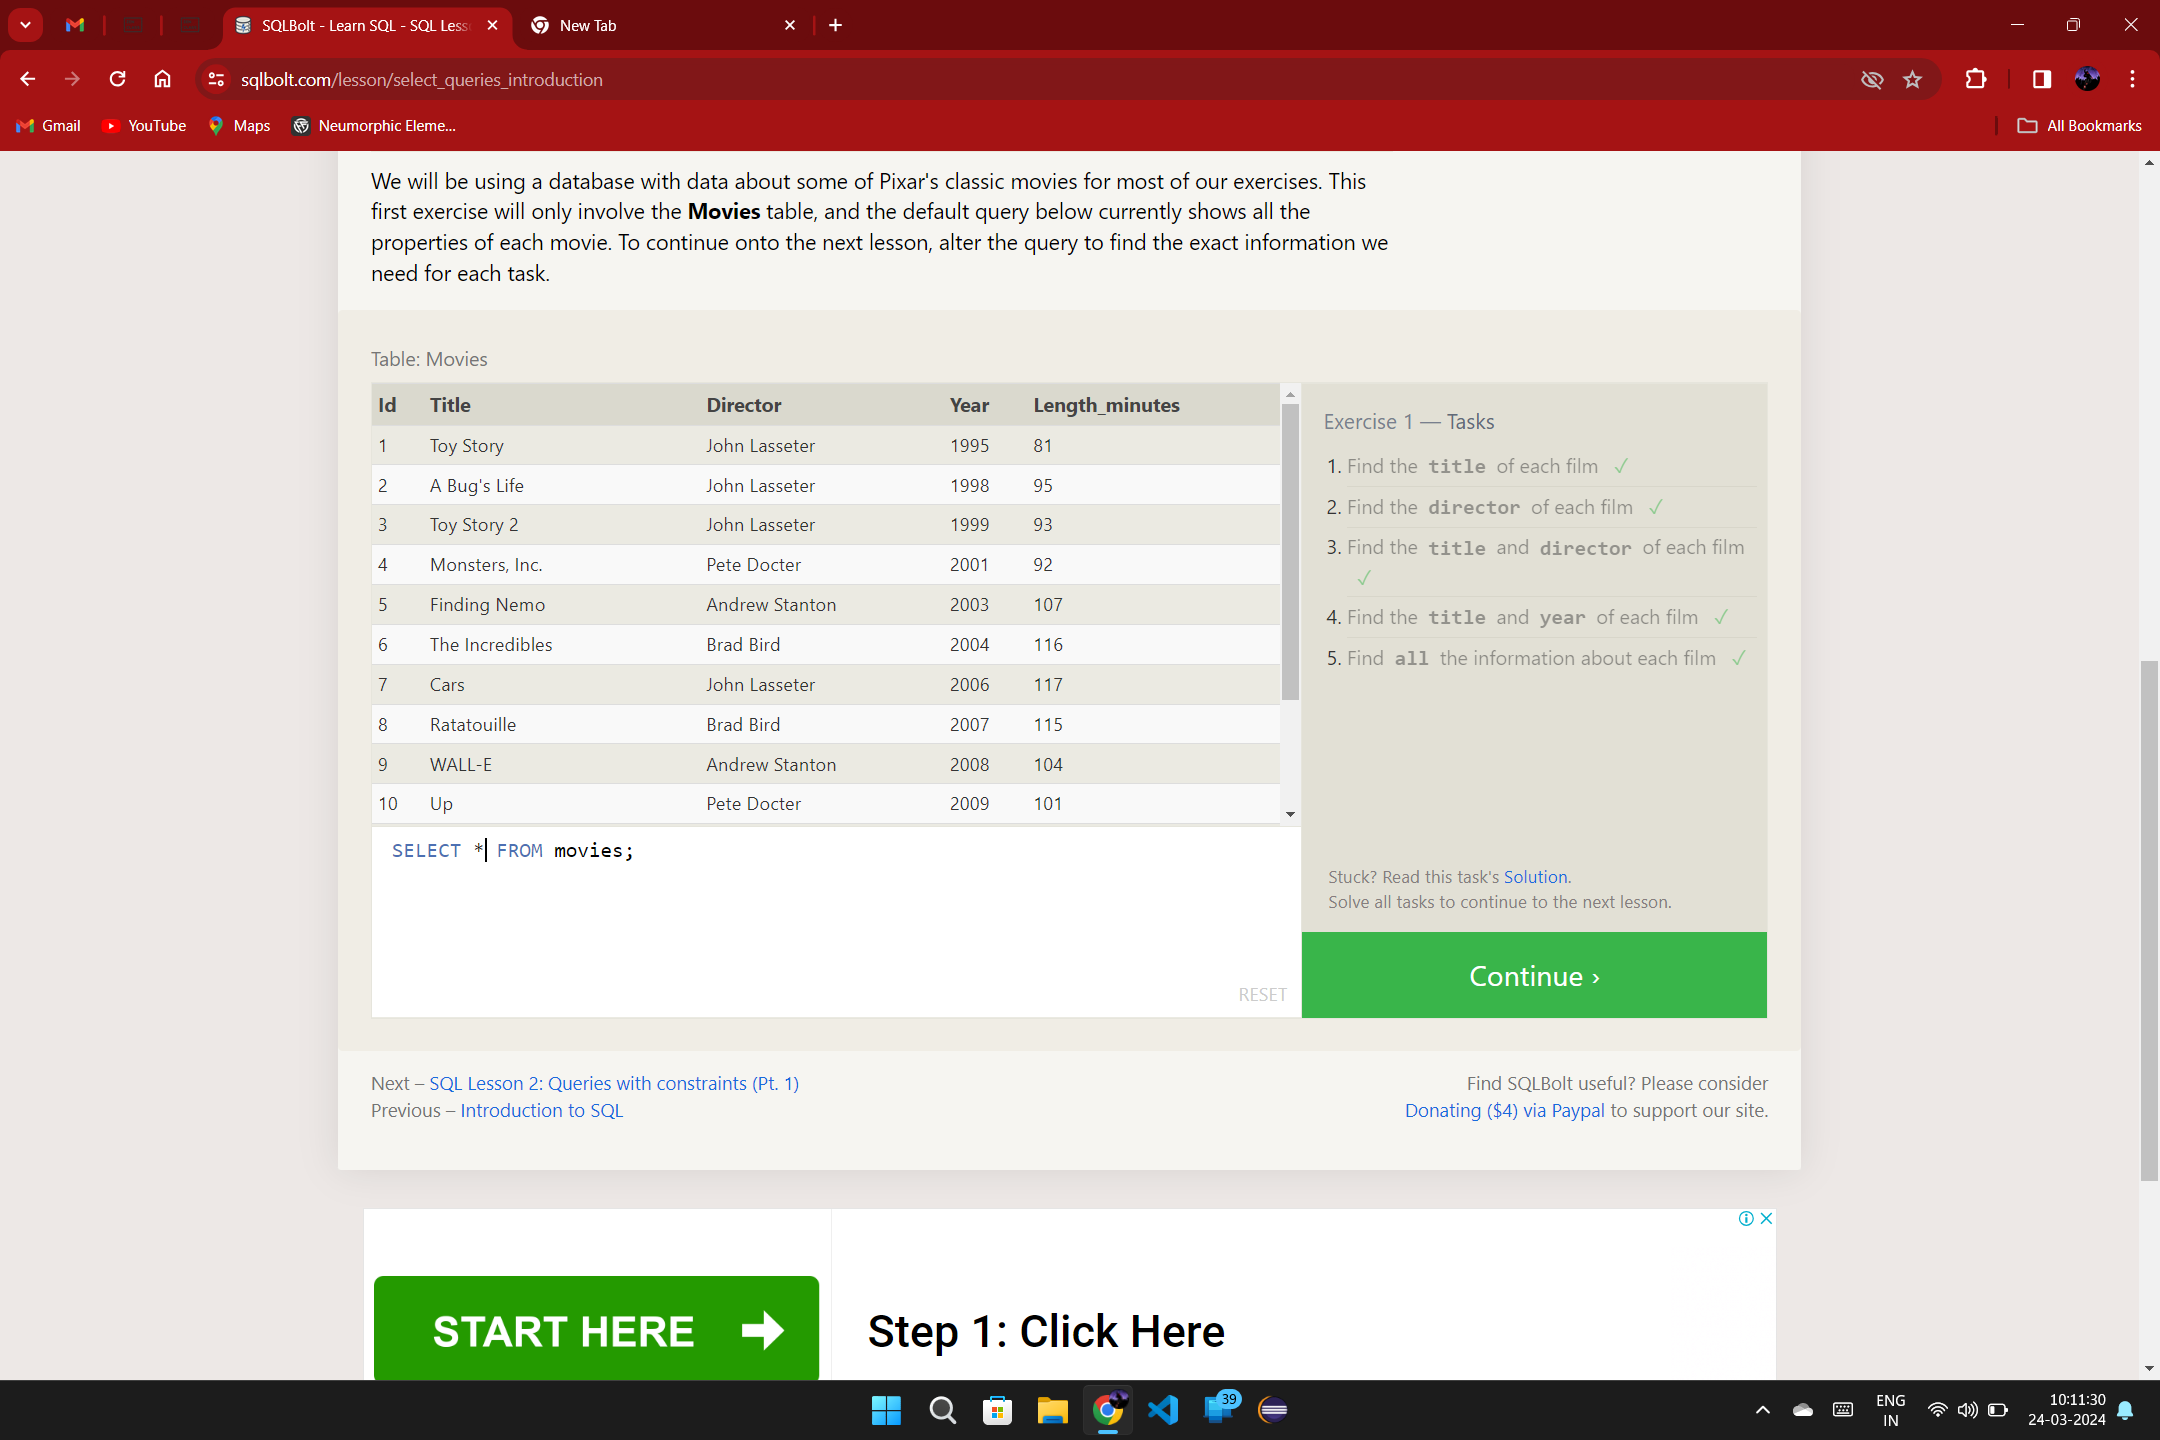 SQLBolt - Learn SQL - SQL Less
New Tab
sqlbolt.com/lesson/select_queries_introduction
Gmail
YouTube
Maps
Neumorphic Eleme...
All Bookmarks
We will be using a database with data about some of Pixar's classic movies for most of our exercises. This
first exercise will only involve the Movies table, and the default query below currently shows all the
properties of each movie. To continue onto the next lesson, alter the query to find the exact information we
need for each task.
Table: Movies
Id Title Director Year Length_minutes
1 Toy Story John Lasseter 1995 81
2 A Bug's Life John Lasseter 1998 95
3 Toy Story 2 John Lasseter 1999 93
4 Monsters, Inc. Pete Docter 2001 92
5 Finding Nemo Andrew Stanton 2003 107
6 The Incredibles Brad Bird 2004 116
7 Cars John Lasseter 2006 117
8 Ratatouille Brad Bird 2007 115
9 WALL-E Andrew Stanton 2008 104
10 Up Pete Docter 2009 101
SELECT * FROM movies;
RESET
Exercise 1 — Tasks
1. Find the title of each film ✓
2. Find the director of each film ✓
3. Find the title and director of each film
✓
4. Find the title and year of each film ✓
5. Find all the information about each film ✓
Stuck? Read this task's Solution.
Solve all tasks to continue to the next lesson.
Continue ›
Next – SQL Lesson 2: Queries with constraints (Pt. 1)
Previous – Introduction to SQL
Find SQLBolt useful? Please consider
Donating ($4) via Paypal to support our site.
START HERE
Step 1: Click Here
39
ENG
IN
10:11:30
24-03-2024